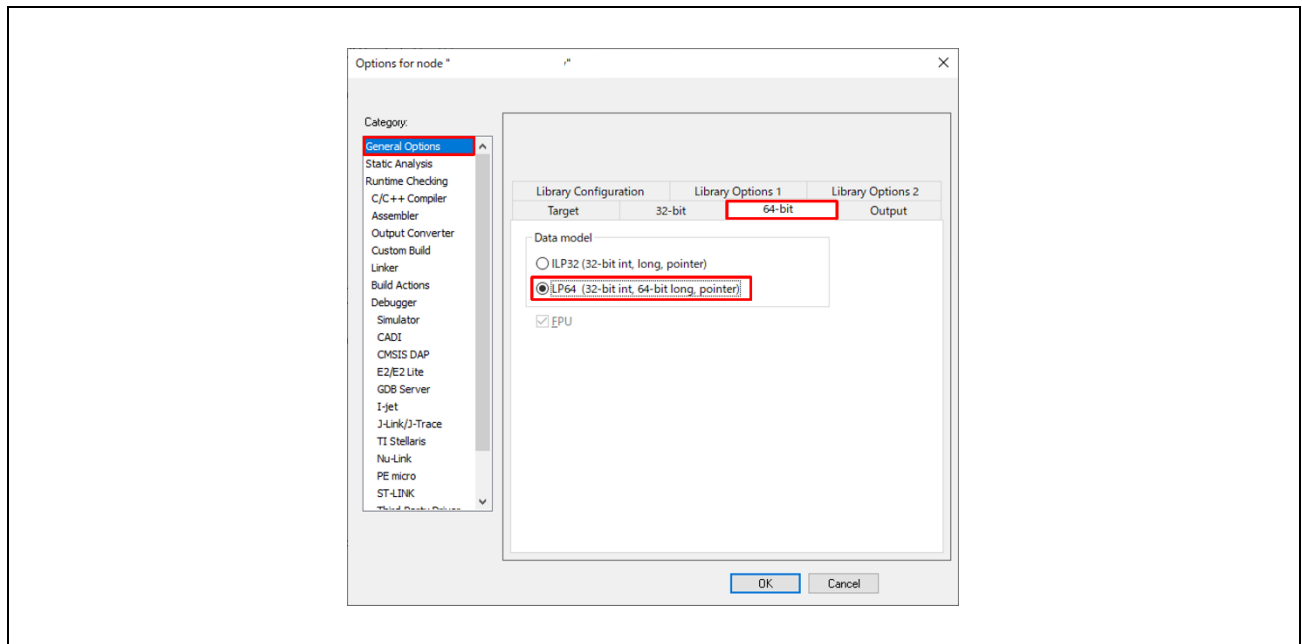 Options for node "             "
Category:
General Options
Static Analysis
Runtime Checking
C/C++ Compiler
Assembler
Output Converter
Custom Build
Linker
Build Actions
Debugger
Simulator
CADI
CMSIS DAP
E2/E2 Lite
GDB Server
I-jet
J-Link/J-Trace
TI Stellaris
Nu-Link
PE micro
ST-LINK
Third-Party Driver
Library Configuration Library Options 1 Library Options 2
Target 32-bit 64-bit Output
Data model
ILP32 (32-bit int, long, pointer)
LP64 (32-bit int, 64-bit long, pointer)
FPU
OK Cancel